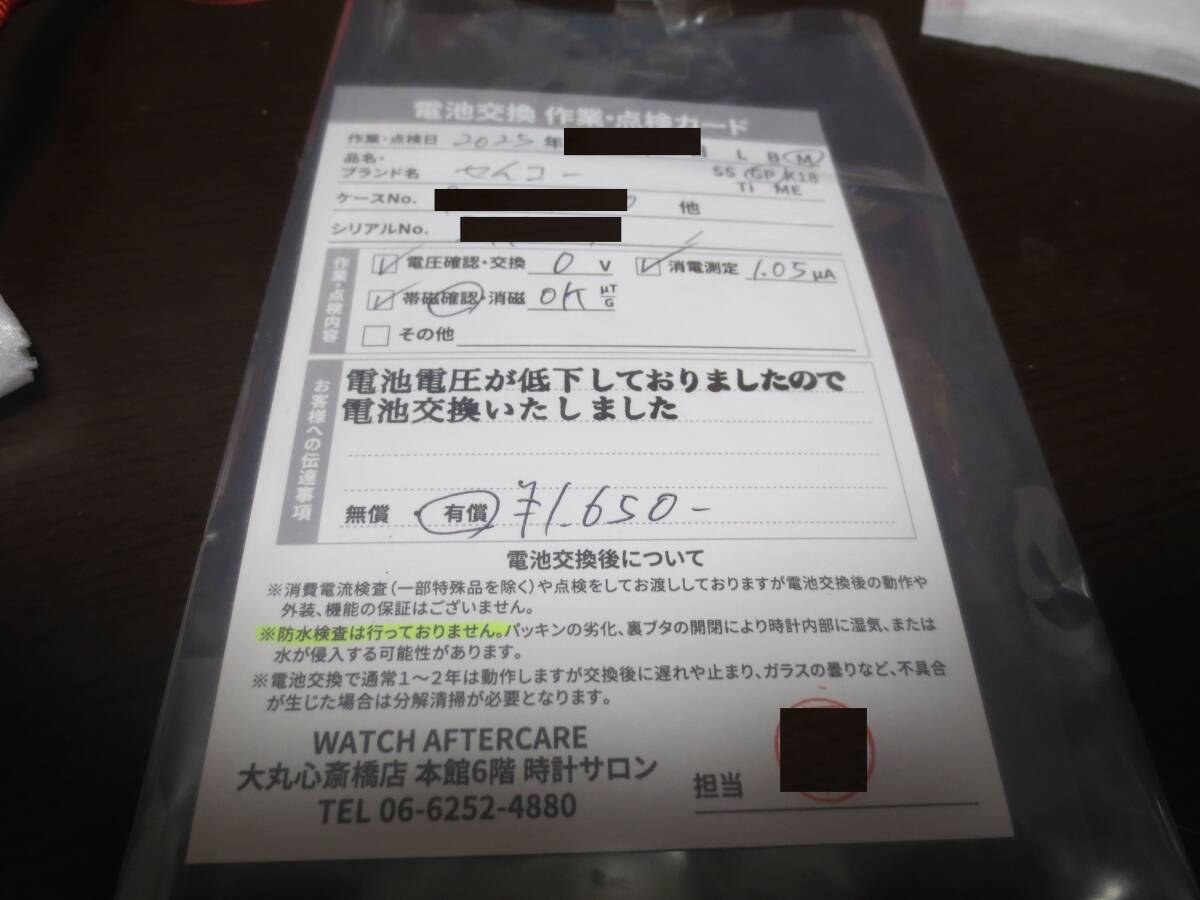 電池交換 作業・点検カード
作業・点検日 2025年 L B M
品名・
ブランド名 セイコー SS GP K18
Ti ME
ケースNo. 他
シリアルNo.
作業・点検内容
電圧確認・交換 0 V 消電測定 1.05 μA
帯磁確認・消磁 OK μT
G
その他
お客様への伝達事項
電池電圧が低下しておりましたので
電池交換いたしました
無償 ・ 有償 ¥1.650-
電池交換後について
※消費電流検査(一部特殊品を除く)や点検をしてお渡ししておりますが電池交換後の動作や
外装、機能の保証はございません。
※防水検査は行っておりません。パッキンの劣化、裏ブタの開閉により時計内部に湿気、または
水が侵入する可能性があります。
※電池交換で通常1〜2年は動作しますが交換後に遅れや止まり、ガラスの曇りなど、不具合
が生じた場合は分解清掃が必要となります。
WATCH AFTERCARE
大丸心斎橋店 本館6階 時計サロン
TEL 06-6252-4880
担当